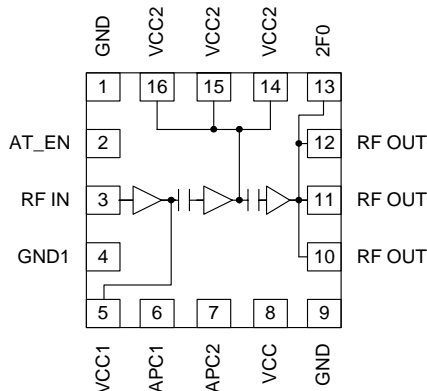 GND VCC2 VCC2 VCC2 2F0
1 16 15 14 13
AT_EN 2 12 RF OUT
RF IN 3 11 RF OUT
GND1 4 10 RF OUT
5 6 7 8 9
VCC1 APC1 APC2 VCC GND